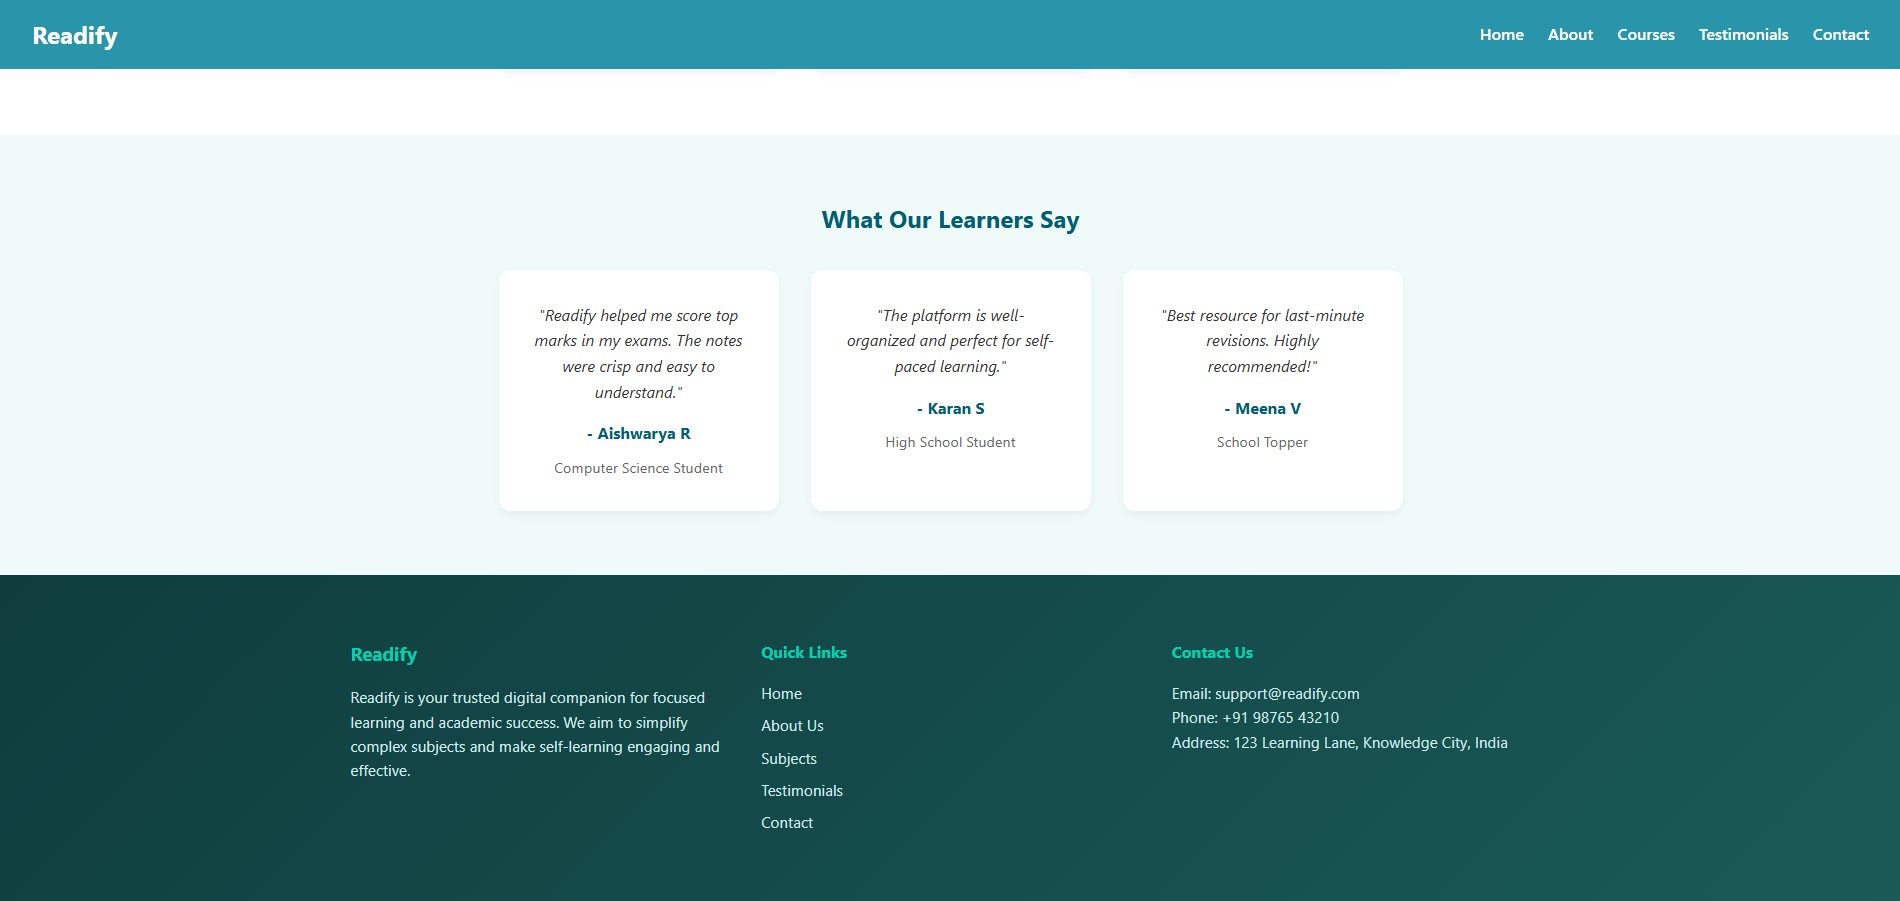 Readify
Home About Courses Testimonials Contact
What Our Learners Say
"Readify helped me score top
marks in my exams. The notes
were crisp and easy to
understand."
- Aishwarya R
Computer Science Student
"The platform is well-
organized and perfect for self-
paced learning."
- Karan S
High School Student
"Best resource for last-minute
revisions. Highly
recommended!"
- Meena V
School Topper
Readify
Readify is your trusted digital companion for focused
learning and academic success. We aim to simplify
complex subjects and make self-learning engaging and
effective.
Quick Links
Home
About Us
Subjects
Testimonials
Contact
Contact Us
Email: support@readify.com
Phone: +91 98765 43210
Address: 123 Learning Lane, Knowledge City, India